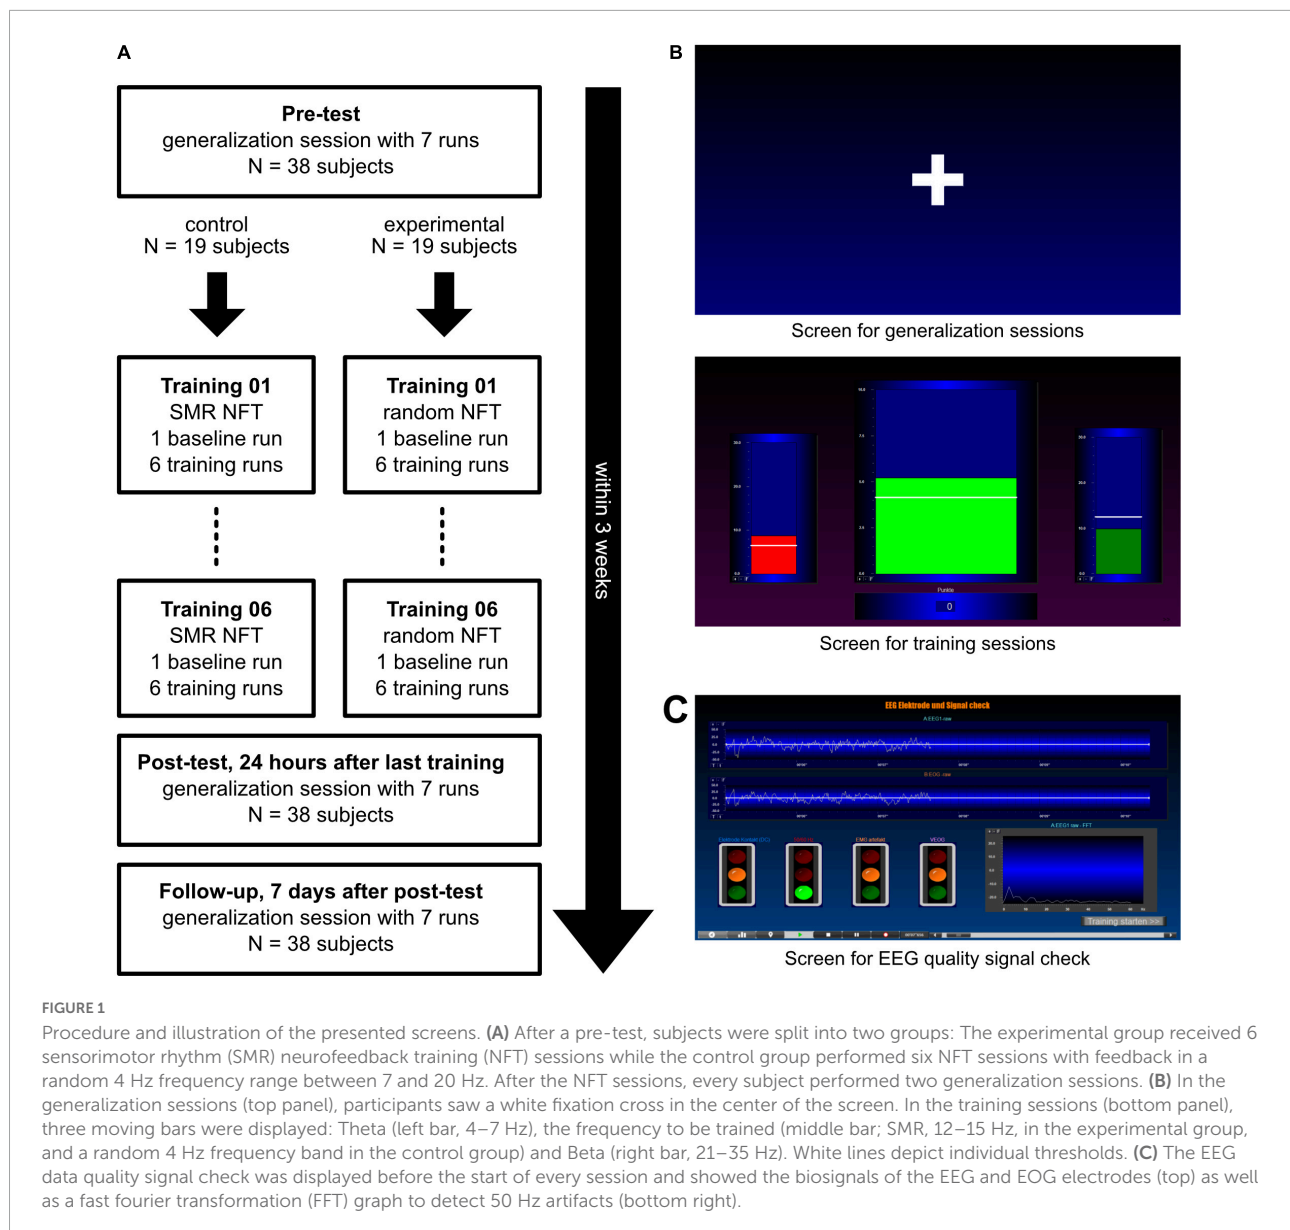 A
Pre-test
generalization session with 7 runs
N = 38 subjects
control
N = 19 subjects
experimental
N = 19 subjects
Training 01
SMR NFT
1 baseline run
6 training runs
Training 01
random NFT
1 baseline run
6 training runs
Training 06
SMR NFT
1 baseline run
6 training runs
Training 06
random NFT
1 baseline run
6 training runs
Post-test, 24 hours after last training
generalization session with 7 runs
N = 38 subjects
Follow-up, 7 days after post-test
generalization session with 7 runs
N = 38 subjects
within 3 weeks
B
Screen for generalization sessions
Punkte
0
Screen for training sessions
C
EEG Elektrode und Signal check
A:EEG1-raw
B:EOG -raw
EMG artefakt
VEOG
A:EEG1 raw - FFT
Training starten >>
Screen for EEG quality signal check
FIGURE 1
Procedure and illustration of the presented screens. (A) After a pre-test, subjects were split into two groups: The experimental group received 6
sensorimotor rhythm (SMR) neurofeedback training (NFT) sessions while the control group performed six NFT sessions with feedback in a
random 4 Hz frequency range between 7 and 20 Hz. After the NFT sessions, every subject performed two generalization sessions. (B) In the
generalization sessions (top panel), participants saw a white fixation cross in the center of the screen. In the training sessions (bottom panel),
three moving bars were displayed: Theta (left bar, 4–7 Hz), the frequency to be trained (middle bar; SMR, 12–15 Hz, in the experimental group,
and a random 4 Hz frequency band in the control group) and Beta (right bar, 21–35 Hz). White lines depict individual thresholds. (C) The EEG
data quality signal check was displayed before the start of every session and showed the biosignals of the EEG and EOG electrodes (top) as well
as a fast fourier transformation (FFT) graph to detect 50 Hz artifacts (bottom right).